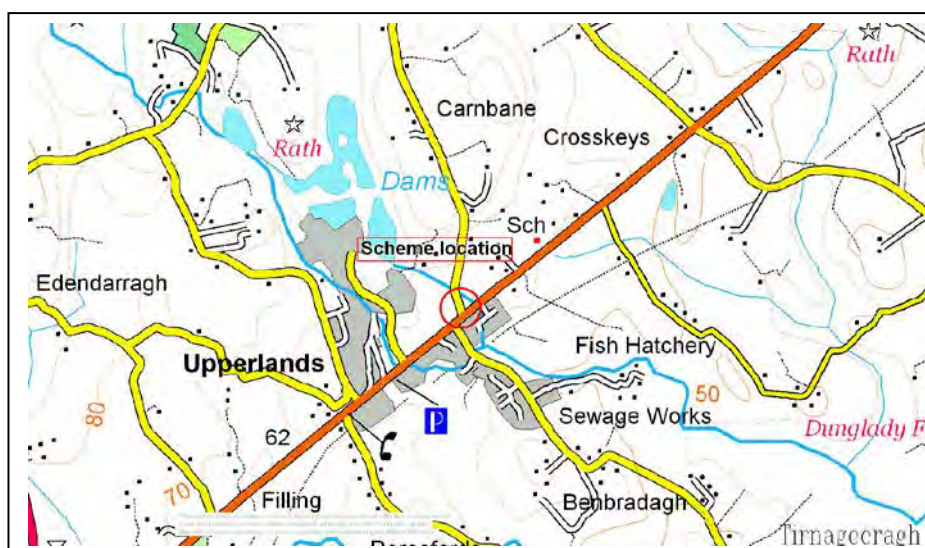 Rath
Carnbane
Crosskeys
Rath
Dams
Sch
Scheme location
Edendarragh
Upperlands
Fish Hatchery
50
80
P
Sewage Works
Dunglady F
62
70
Filling
Benbradagh
Tirnageeragh